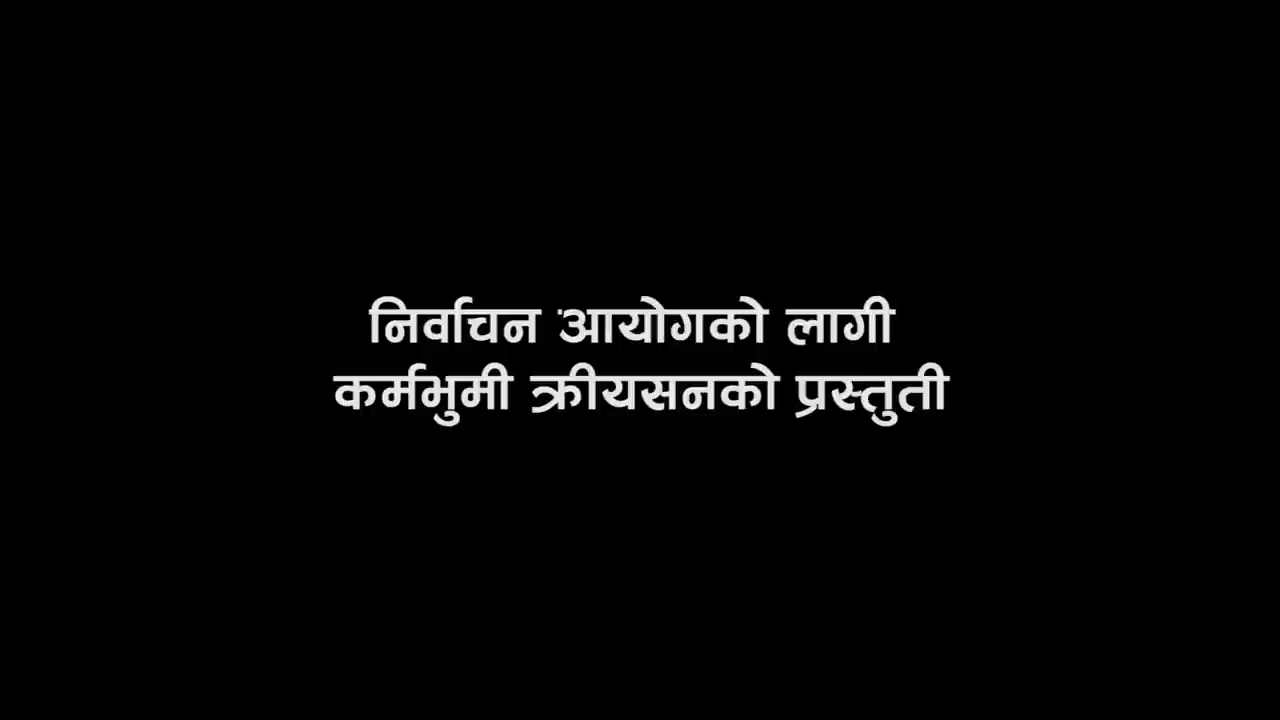 निर्वाचन आयोगको लागी
कर्मभुमी क्रीयसनको प्रस्तुती